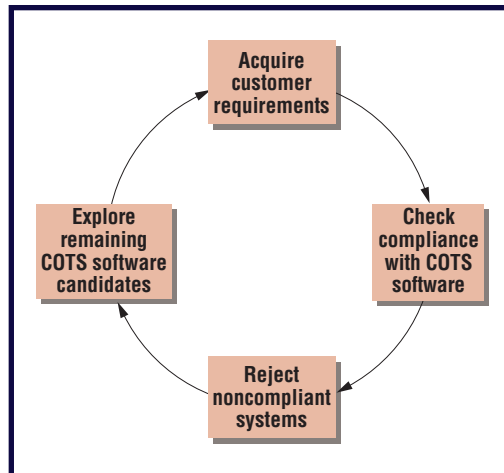 Acquire
customer
requirements
Check
compliance
with COTS
software
Reject
noncompliant
systems
Explore
remaining
COTS software
candidates